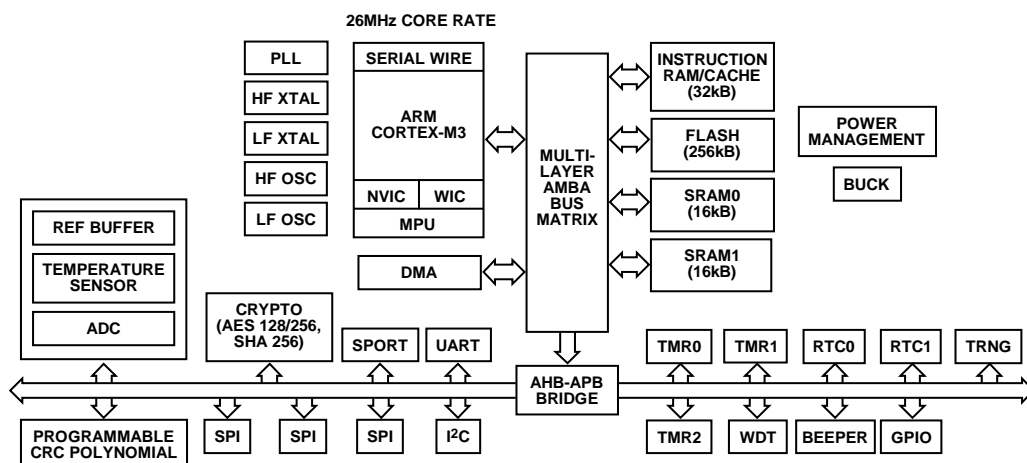 26MHz CORE RATE
PLL
HF XTAL
LF XTAL
HF OSC
LF OSC
SERIAL WIRE
ARM
CORTEX-M3
NVIC
WIC
MPU
DMA
MULTI-
LAYER
AMBA
BUS
MATRIX
INSTRUCTION
RAM/CACHE
(32kB)
FLASH
(256kB)
SRAM0
(16kB)
SRAM1
(16kB)
POWER
MANAGEMENT
BUCK
REF BUFFER
TEMPERATURE
SENSOR
ADC
CRYPTO
(AES 128/256,
SHA 256)
SPORT
UART
TMR0
TMR1
RTC0
RTC1
TRNG
AHB-APB
BRIDGE
PROGRAMMABLE
CRC POLYNOMIAL
SPI
SPI
SPI
I2C
TMR2
WDT
BEEPER
GPIO